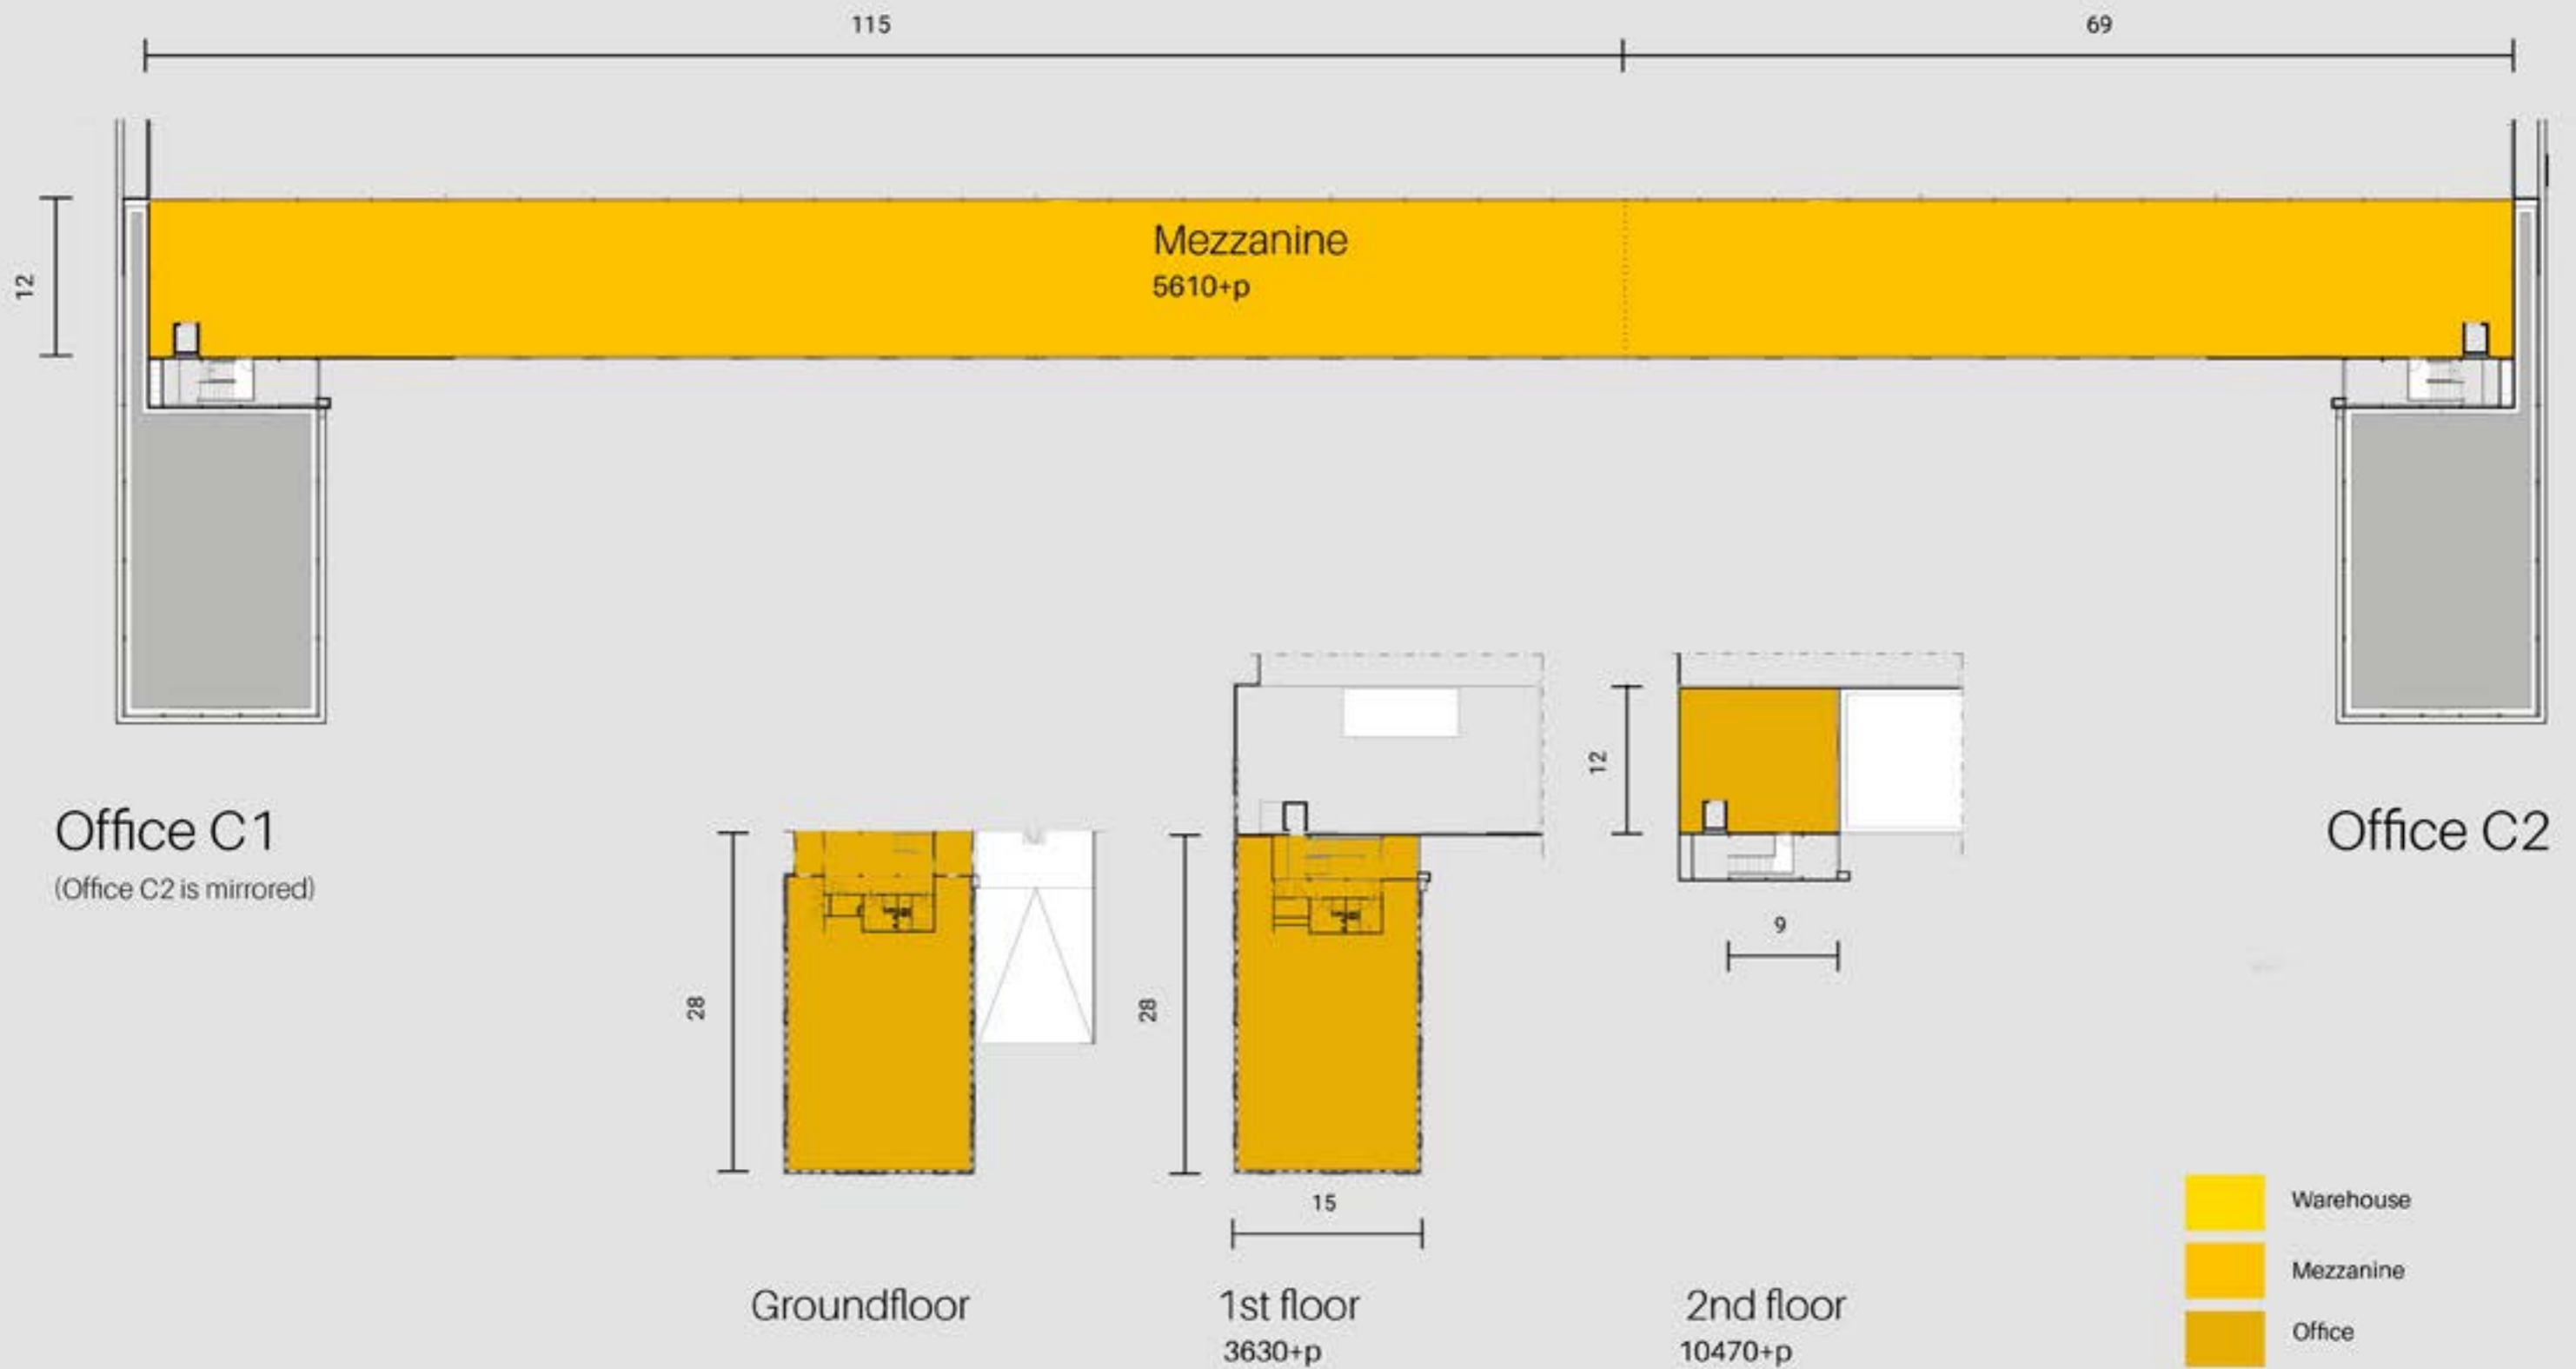 115
69
12
Mezzanine
5610+p
Office C1
(Office C2 is mirrored)
Office C2
12
9
28
28
15
Groundfloor
1st floor
3630+p
2nd floor
10470+p
Warehouse
Mezzanine
Office